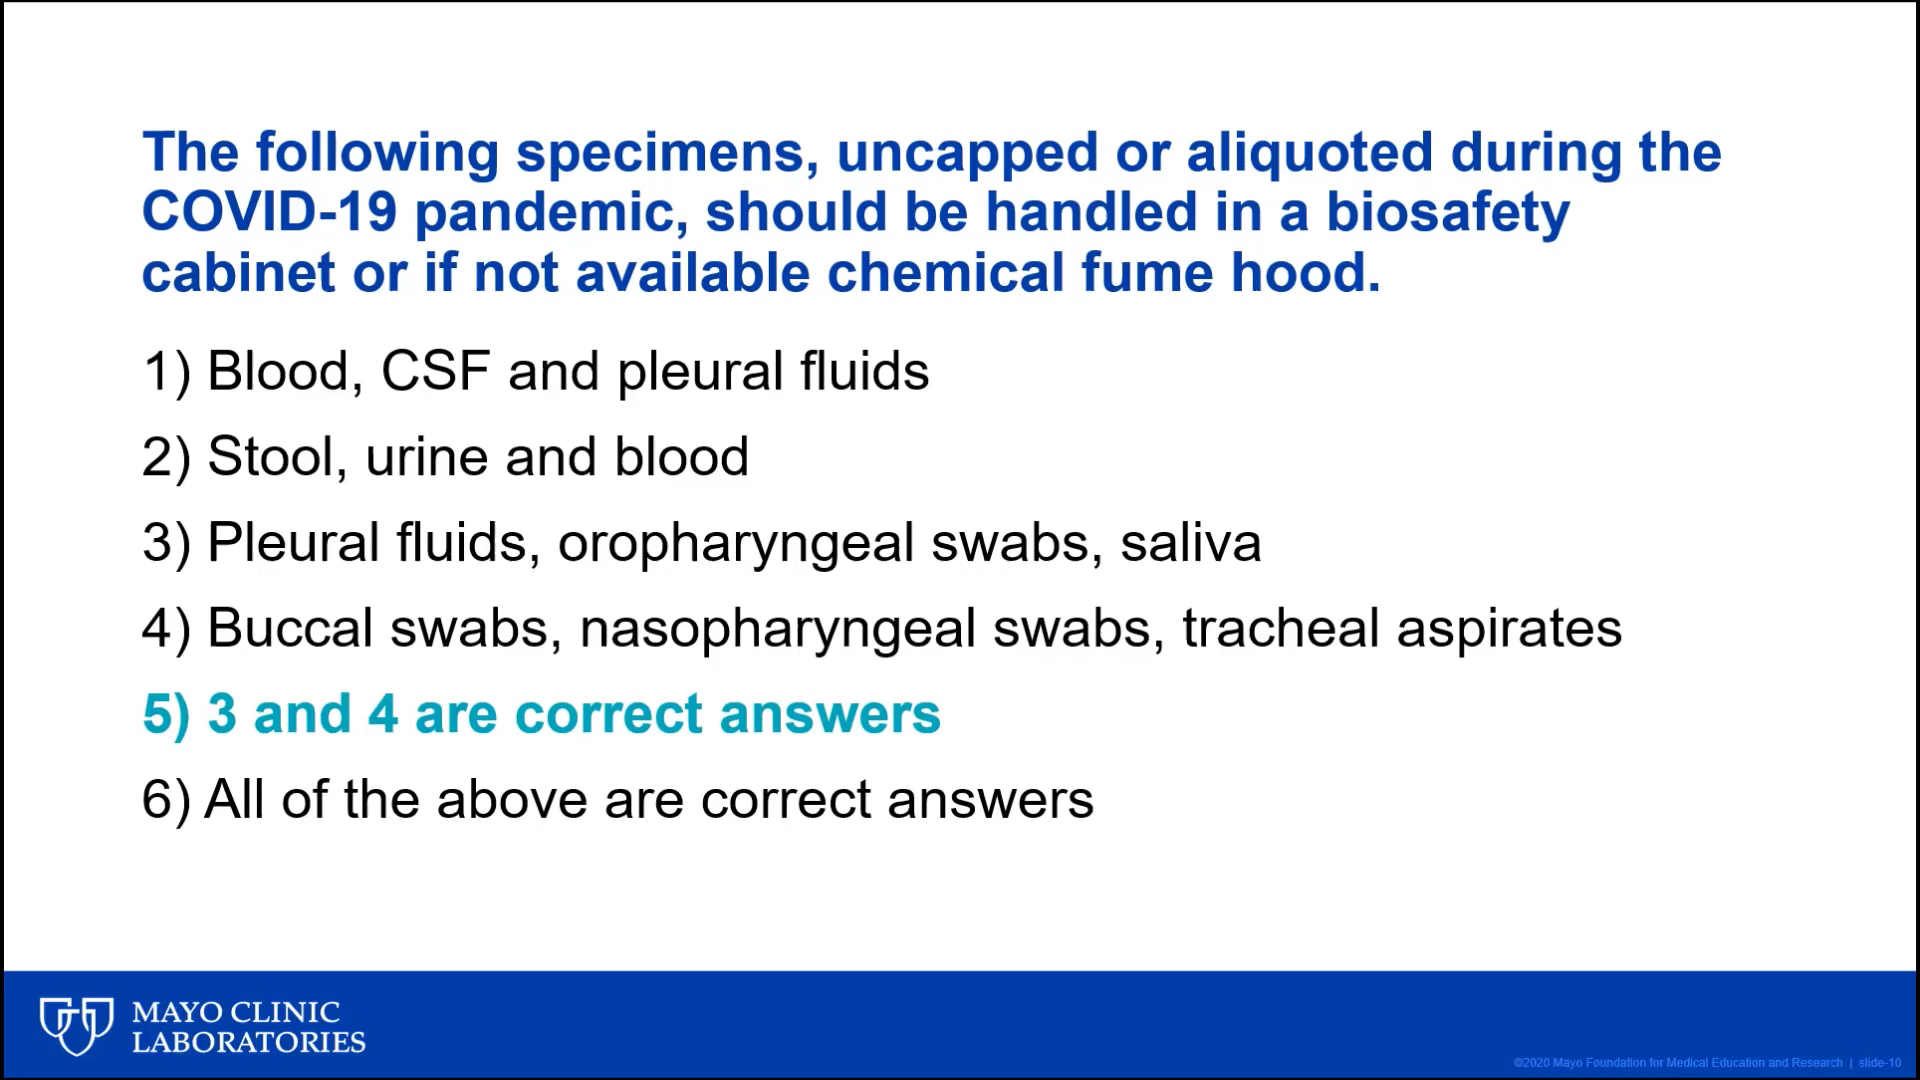 The following specimens, uncapped or aliquoted during the
COVID-19 pandemic, should be handled in a biosafety
cabinet or if not available chemical fume hood.
1) Blood, CSF and pleural fluids
2) Stool, urine and blood
3) Pleural fluids, oropharyngeal swabs, saliva
4) Buccal swabs, nasopharyngeal swabs, tracheal aspirates
5) 3 and 4 are correct answers
6) All of the above are correct answers
MAYO CLINIC
LABORATORIES
©2020 Mayo Foundation for Medical Education and Research | slide-10